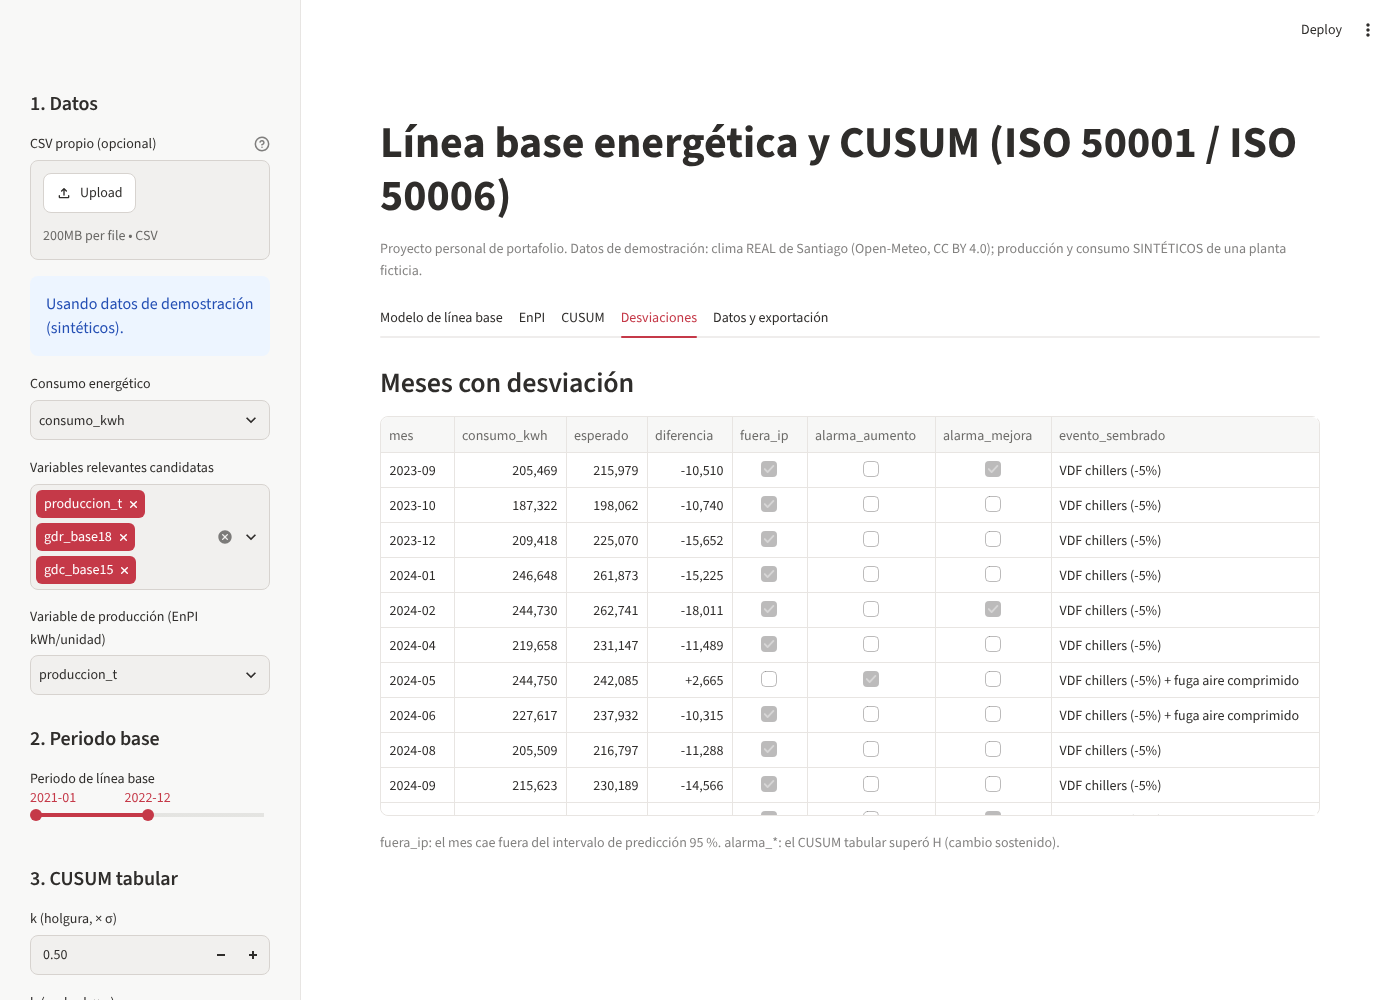 Deploy
1. Datos
CSV propio (opcional)
Upload
200MB per file • CSV
Usando datos de demostración
(sintéticos).
Consumo energético
consumo_kwh
Variables relevantes candidatas
produccion_t ×
gdr_base18 ×
gdc_base15 ×
Variable de producción (EnPI
kWh/unidad)
produccion_t
2. Periodo base
Periodo de línea base
2021-01 2022-12
3. CUSUM tabular
k (holgura, × σ)
0.50
Línea base energética y CUSUM (ISO 50001 / ISO
50006)
Proyecto personal de portafolio. Datos de demostración: clima REAL de Santiago (Open-Meteo, CC BY 4.0); producción y consumo SINTÉTICOS de una planta
ficticia.
Modelo de línea base EnPI CUSUM Desviaciones Datos y exportación
Meses con desviación
mes consumo_kwh esperado diferencia fuera_ip alarma_aumento alarma_mejora evento_sembrado
2023-09 205,469 215,979 -10,510 VDF chillers (-5%)
2023-10 187,322 198,062 -10,740 VDF chillers (-5%)
2023-12 209,418 225,070 -15,652 VDF chillers (-5%)
2024-01 246,648 261,873 -15,225 VDF chillers (-5%)
2024-02 244,730 262,741 -18,011 VDF chillers (-5%)
2024-04 219,658 231,147 -11,489 VDF chillers (-5%)
2024-05 244,750 242,085 +2,665 VDF chillers (-5%) + fuga aire comprimido
2024-06 227,617 237,932 -10,315 VDF chillers (-5%) + fuga aire comprimido
2024-08 205,509 216,797 -11,288 VDF chillers (-5%)
2024-09 215,623 230,189 -14,566 VDF chillers (-5%)
fuera_ip: el mes cae fuera del intervalo de predicción 95 %. alarma_*: el CUSUM tabular superó H (cambio sostenido).